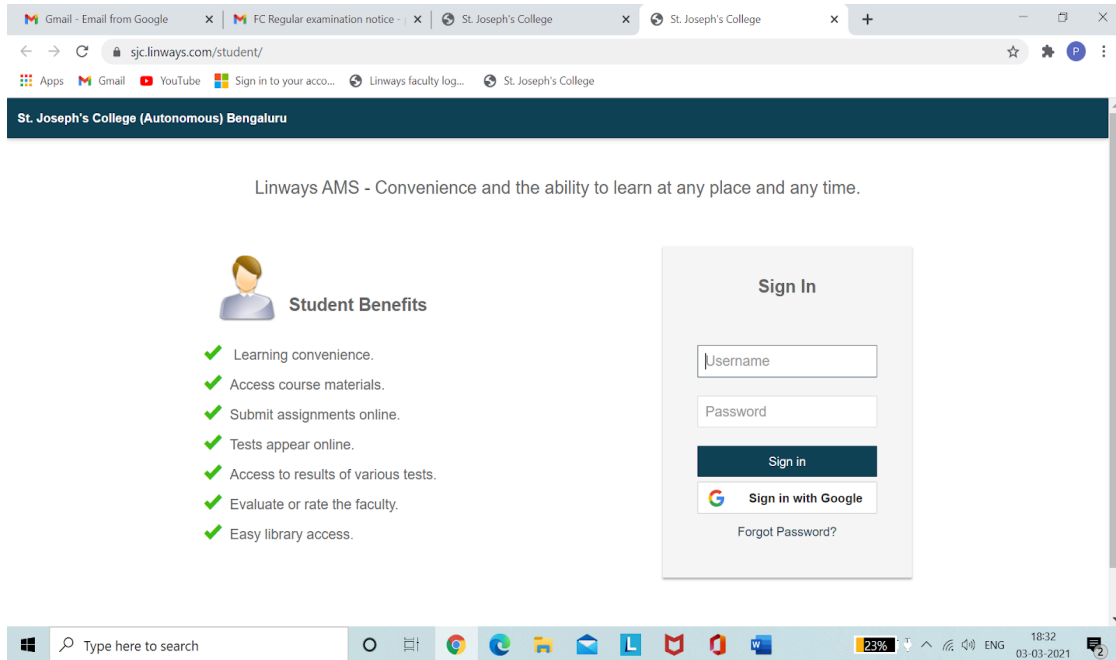 Gmail - Email from Google
FC Regular examination notice -
St. Joseph's College
St. Joseph's College
sjc.linways.com/student/
P
Apps
Gmail
YouTube
Sign in to your acco...
Linways faculty log...
St. Joseph's College
St. Joseph's College (Autonomous) Bengaluru
Linways AMS - Convenience and the ability to learn at any place and any time.
Student Benefits
Learning convenience.
Access course materials.
Submit assignments online.
Tests appear online.
Access to results of various tests.
Evaluate or rate the faculty.
Easy library access.
Sign In
Username
Password
Sign in
Sign in with Google
Forgot Password?
Type here to search
L
W
23%
ENG
18:32
03-03-2021
2